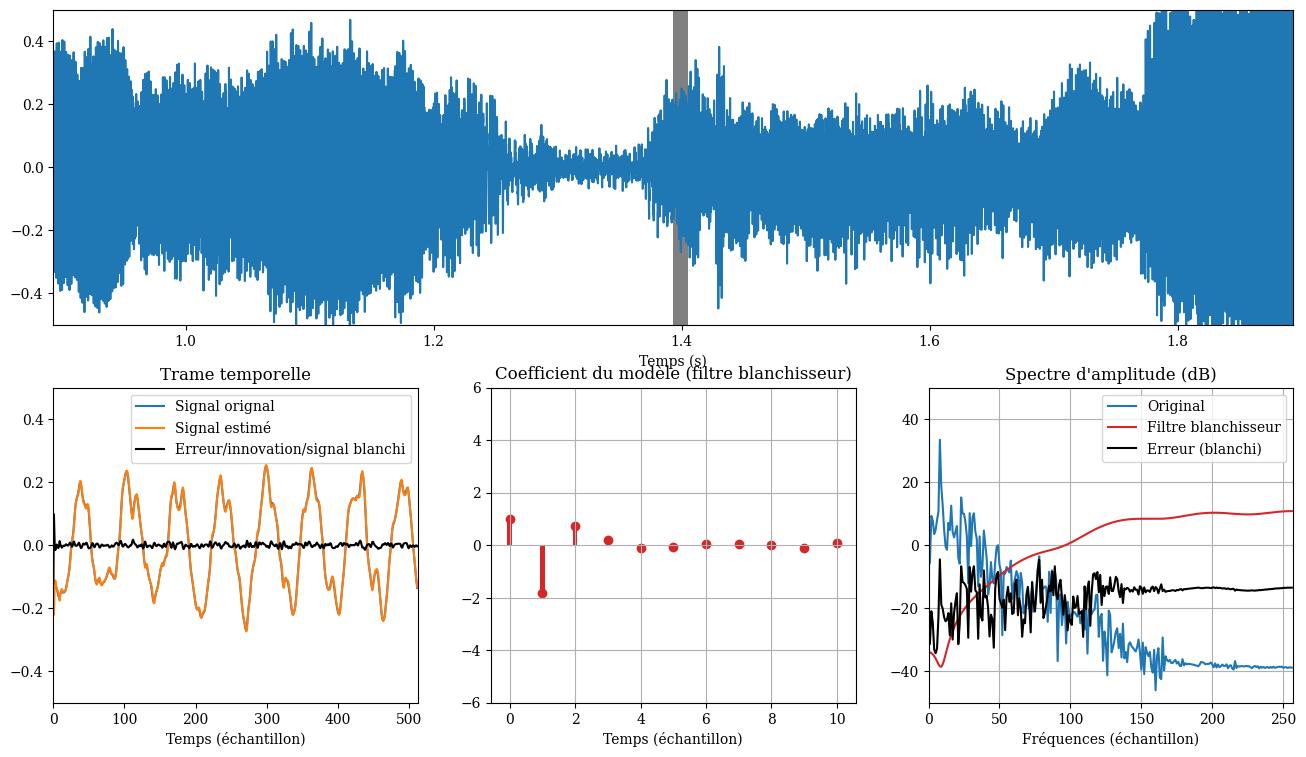 0.4
0.2
0.0
−0.2
−0.4
1.0 1.2 1.4 1.6 1.8
Temps (s)
Trame temporelle
Signal orignal
Signal estimé
Erreur/innovation/signal blanchi
0.4
0.2
0.0
−0.2
−0.4
0 100 200 300 400 500
Temps (échantillon)
Coefficient du modèle (filtre blanchisseur)
6
4
2
0
−2
−4
−6
0 2 4 6 8 10
Temps (échantillon)
Spectre d'amplitude (dB)
Original
Filtre blanchisseur
Erreur (blanchi)
40
20
0
−20
−40
0 50 100 150 200 250
Fréquences (échantillon)